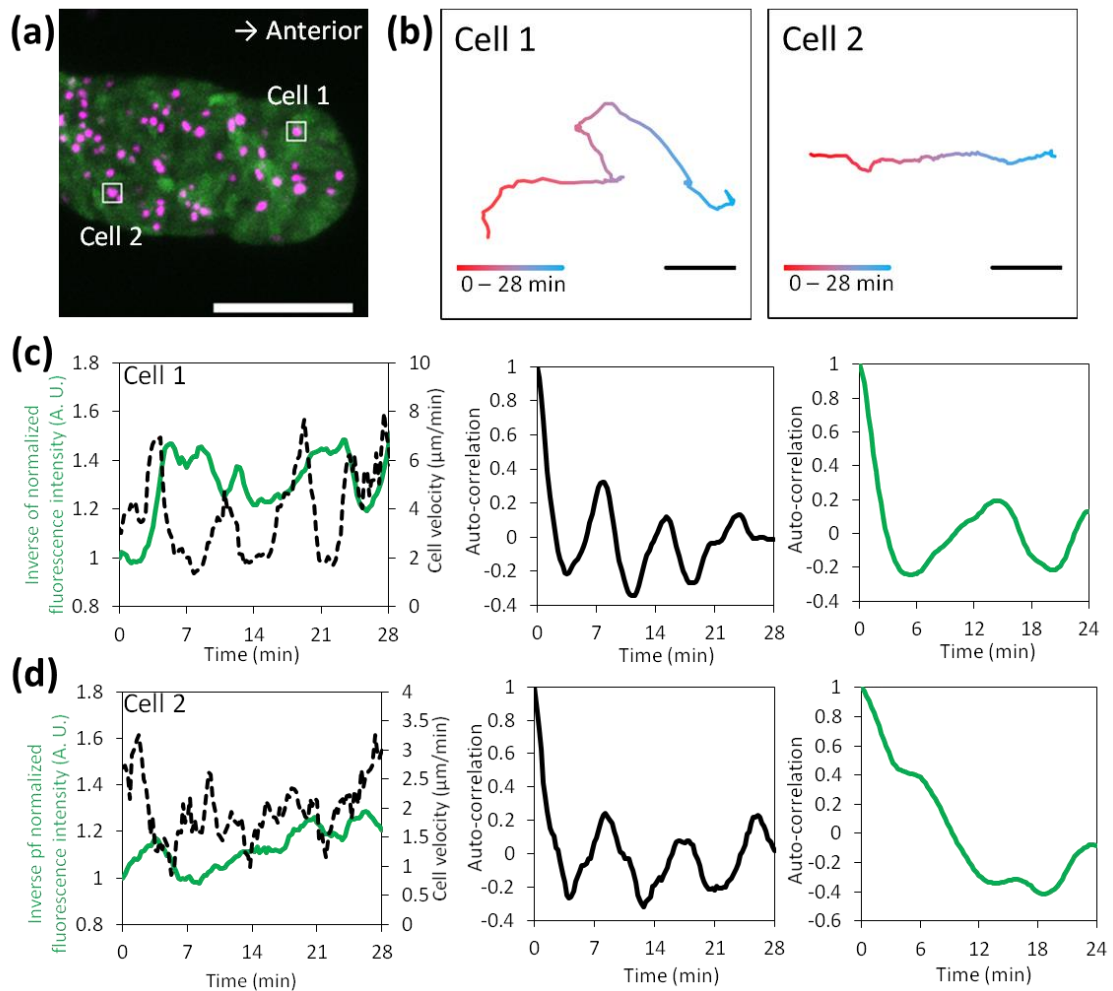 (a)
→ Anterior
Cell 1
Cell 2
(b)
Cell 1
0 – 28 min
Cell 2
0 – 28 min
(c)
Cell 1
Inverse of normalized
fluorescence intensity (A. U.)
1.8
1.6
1.4
1.2
1
0.8
10
8
6
4
2
0
Cell velocity (µm/min)
0 7 14 21 28
Time (min)
Auto-correlation
1
0.8
0.6
0.4
0.2
0
-0.2
-0.4
0 7 14 21 28
Time (min)
Auto-correlation
1
0.8
0.6
0.4
0.2
0
-0.2
-0.4
0 6 12 18 24
Time (min)
(d)
Cell 2
Inverse pf normalized
fluorescence intensity (A. U.)
1.8
1.6
1.4
1.2
1
0.8
4
3.5
3
2.5
2
1.5
1
0.5
0
Cell velocity (µm/min)
0 7 14 21 28
Time (min)
Auto-correlation
1
0.8
0.6
0.4
0.2
0
-0.2
-0.4
0 7 14 21 28
Time (min)
Auto-correlation
1
0.8
0.6
0.4
0.2
0
-0.2
-0.4
-0.6
0 6 12 18 24
Time (min)